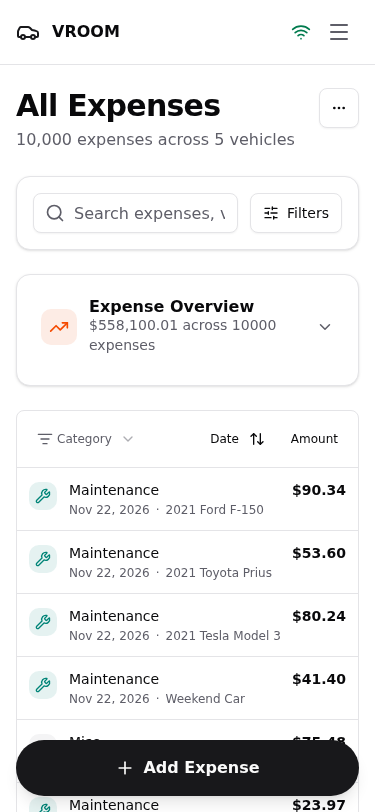 VROOM
All Expenses
10,000 expenses across 5 vehicles
Search expenses, v
Filters
Expense Overview
$558,100.01 across 10000
expenses
Category Date Amount
Maintenance $90.34
Nov 22, 2026 · 2021 Ford F-150
Maintenance $53.60
Nov 22, 2026 · 2021 Toyota Prius
Maintenance $80.24
Nov 22, 2026 · 2021 Tesla Model 3
Maintenance $41.40
Nov 22, 2026 · Weekend Car
Add Expense
Maintenance $23.97